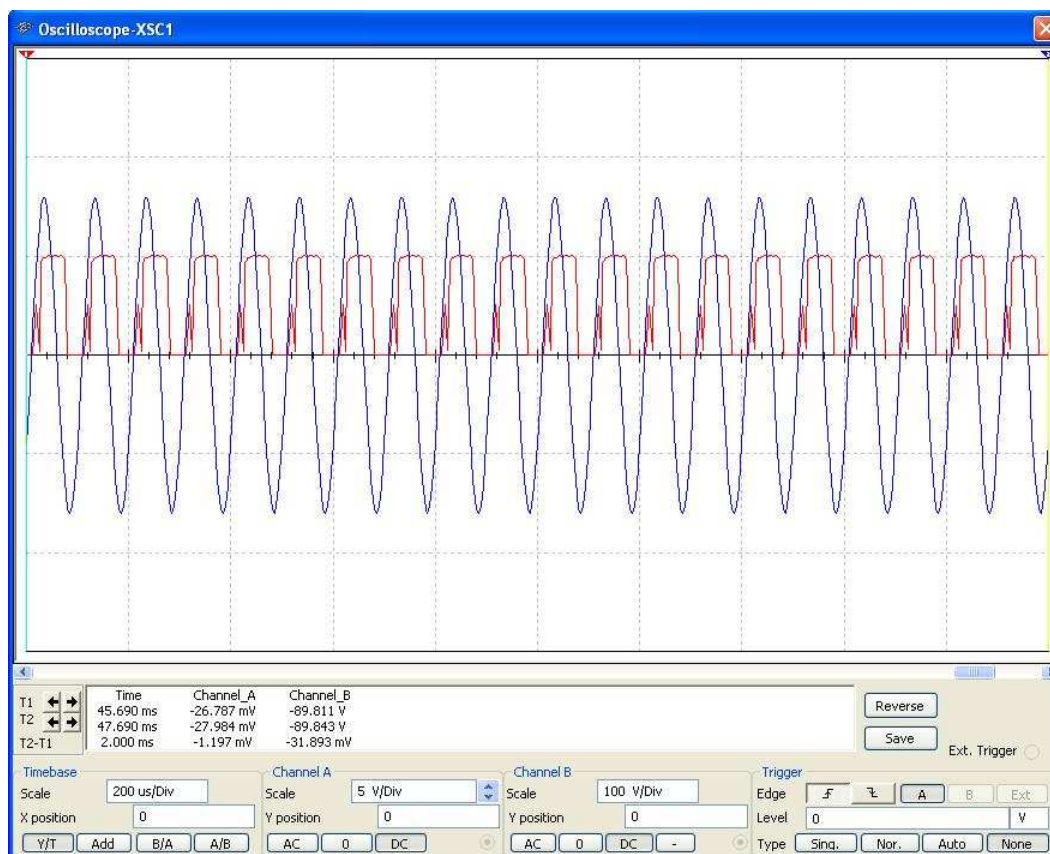 Oscilloscope-XSC1
Time Channel_A Channel_B
T1 45.690 ms -26.787 mV -89.811 V
T2 47.690 ms -27.984 mV -89.843 V
T2-T1 2.000 ms -1.197 mV -31.893 mV
Reverse
Save
Ext. Trigger
Timebase
Scale 200 us/Div
X position 0
Y/T Add B/A A/B
Channel A
Scale 5 V/Div
Y position 0
AC 0 DC
Channel B
Scale 100 V/Div
Y position 0
AC 0 DC -
Trigger
Edge A B Ext
Level 0 V
Type Sing. Nor. Auto None